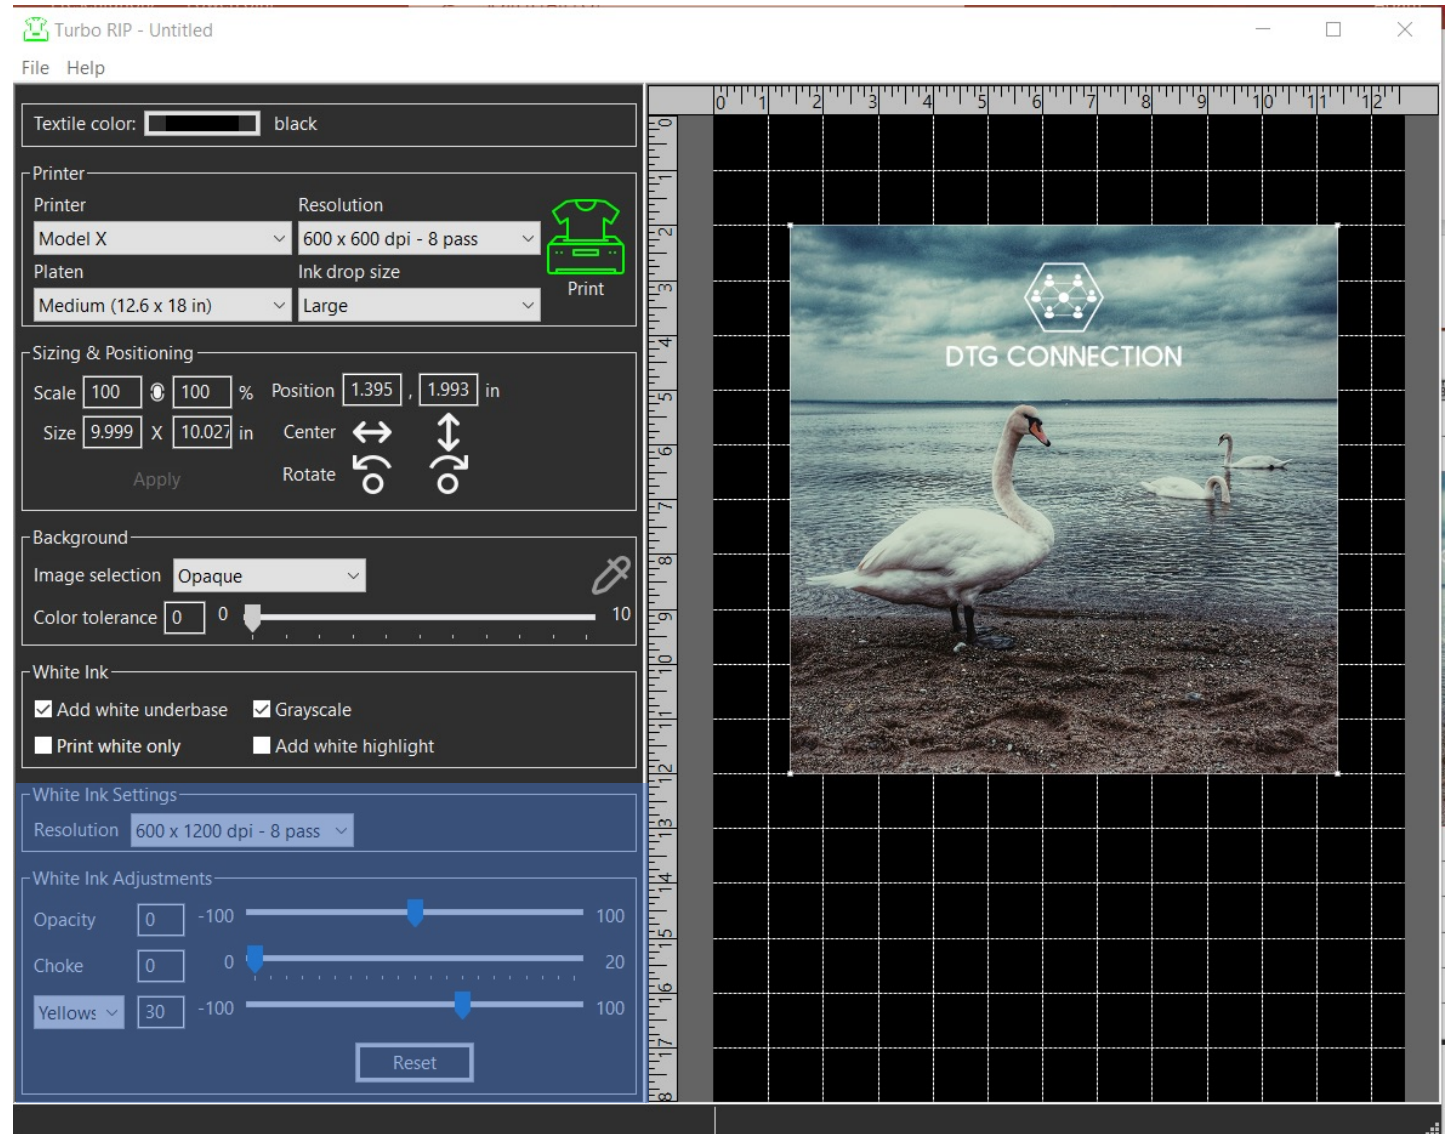 Turbo RIP - Untitled
File Help
Textile color: black
Printer
Printer Resolution
Model X 600 x 600 dpi - 8 pass
Platen Ink drop size
Medium (12.6 x 18 in) Large
Print
Sizing & Positioning
Scale 100 100 % Position 1.395 , 1.993 in
Size 9.999 X 10.027 in Center
Apply Rotate
Background
Image selection Opaque
Color tolerance 0 0 10
White Ink
Add white underbase Grayscale
Print white only Add white highlight
White Ink Settings
Resolution 600 x 1200 dpi - 8 pass
White Ink Adjustments
Opacity 0 -100 100
Choke 0 0 20
Yellows 30 -100 100
Reset
0 1 2 3 4 5 6 7 8 9 10 11 12
0
1
2
3
4
5
6
7
8
9
10
11
12
13
14
15
16
17
8
DTG CONNECTION